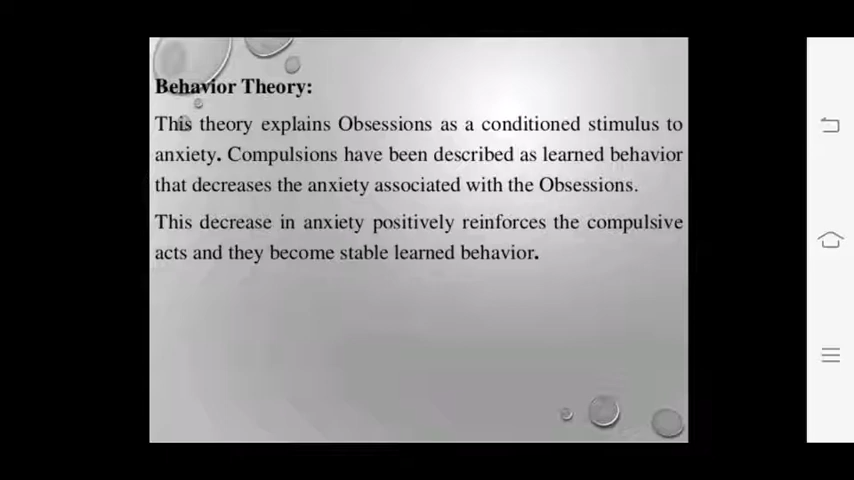 Behavior Theory:
This theory explains Obsessions as a conditioned stimulus to
anxiety. Compulsions have been described as learned behavior
that decreases the anxiety associated with the Obsessions.
This decrease in anxiety positively reinforces the compulsive
acts and they become stable learned behavior.